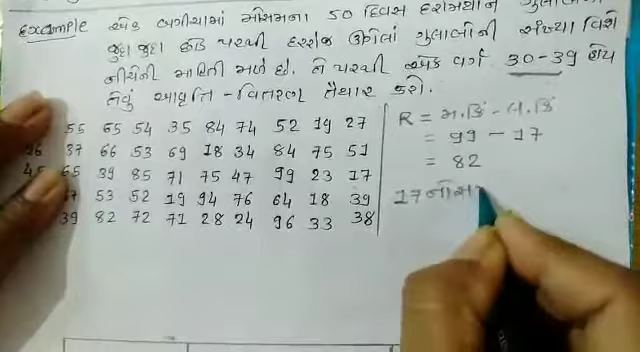 Example એક બગીચામાં મોસમના 50 દિવસ દરમિયાન ગુલાબના
જુદા જુદા છોડ પરથી દરરોજ ઊગેલાં ગુલાબોની સંખ્યા વિશે
નીચેની માહિતી મળે છે. તે પરથી એક વર્ગ 30-39 હોય
તેવું આવૃત્તિ-વિતરણ તૈયાર કરો.
55 65 54 35 84 74 52 19 27
37 66 53 69 18 34 84 75 51
65 39 85 71 75 47 99 23 17
53 52 19 94 76 64 18 39
39 82 72 71 28 24 96 33 38
R = મ.કિં - લ.કિં
= 99 - 17
= 82
17નો સમ